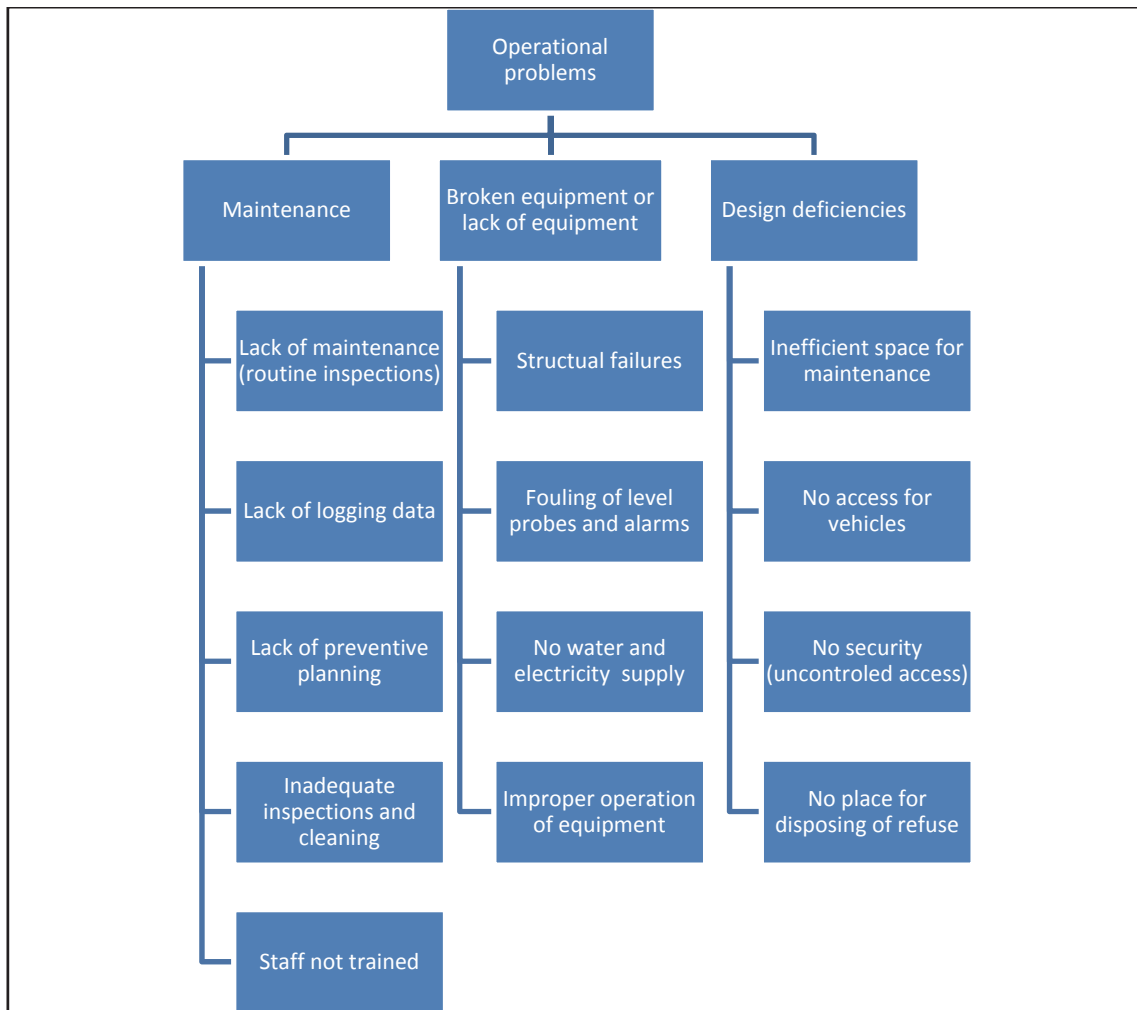 Operational
problems
Maintenance
Broken equipment or
lack of equipment
Design deficiencies
Lack of maintenance
(routine inspections)
Lack of logging data
Lack of preventive
planning
Inadequate
inspections and
cleaning
Staff not trained
Structual failures
Fouling of level
probes and alarms
No water and
electricity supply
Improper operation
of equipment
Inefficient space for
maintenance
No access for
vehicles
No security
(uncontroled access)
No place for
disposing of refuse